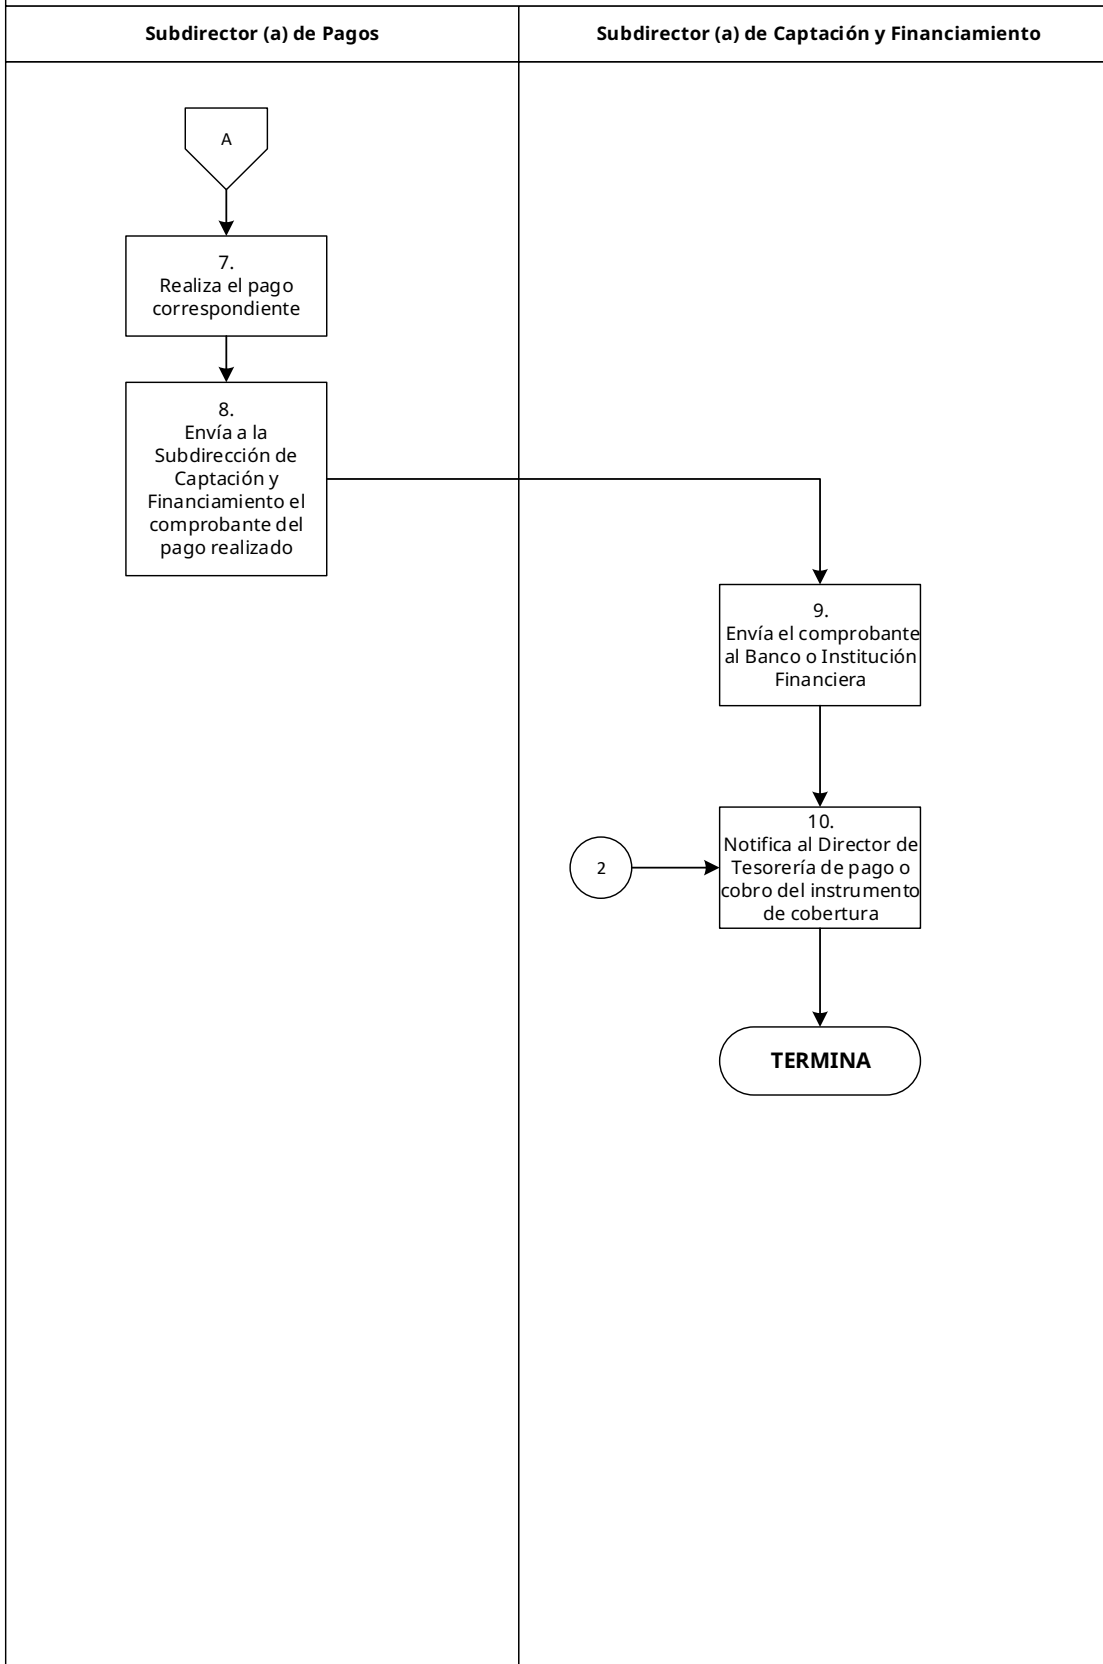 Subdirector (a) de Pagos
Subdirector (a) de Captación y Financiamiento
A
7.
Realiza el pago
correspondiente
8.
Envía a la
Subdirección de
Captación y
Financiamiento el
comprobante del
pago realizado
9.
Envía el comprobante
al Banco o Institución
Financiera
2
10.
Notifica al Director de
Tesorería de pago o
cobro del instrumento
de cobertura
TERMINA